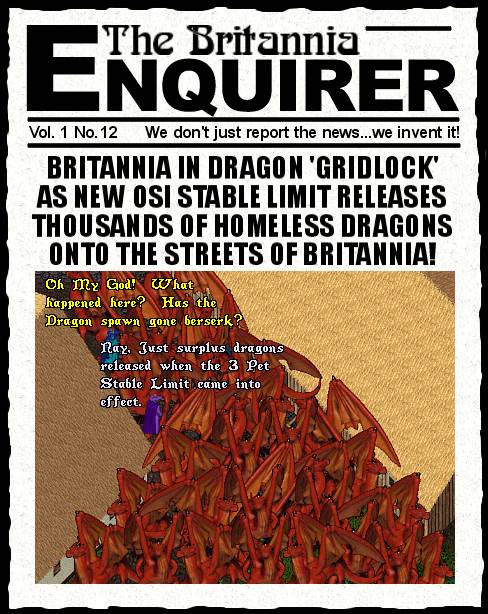 The Britannia
ENQUIRER
Vol. 1 No.12 We don't just report the news...we invent it!
BRITANNIA IN DRAGON 'GRIDLOCK'
AS NEW OSI STABLE LIMIT RELEASES
THOUSANDS OF HOMELESS DRAGONS
ONTO THE STREETS OF BRITANNIA!
Oh My God! What
happened here? Has the
Dragon spawn gone berserk?
Nay, Just surplus dragons
released when the 3 Pet
Stable Limit came into
effect.